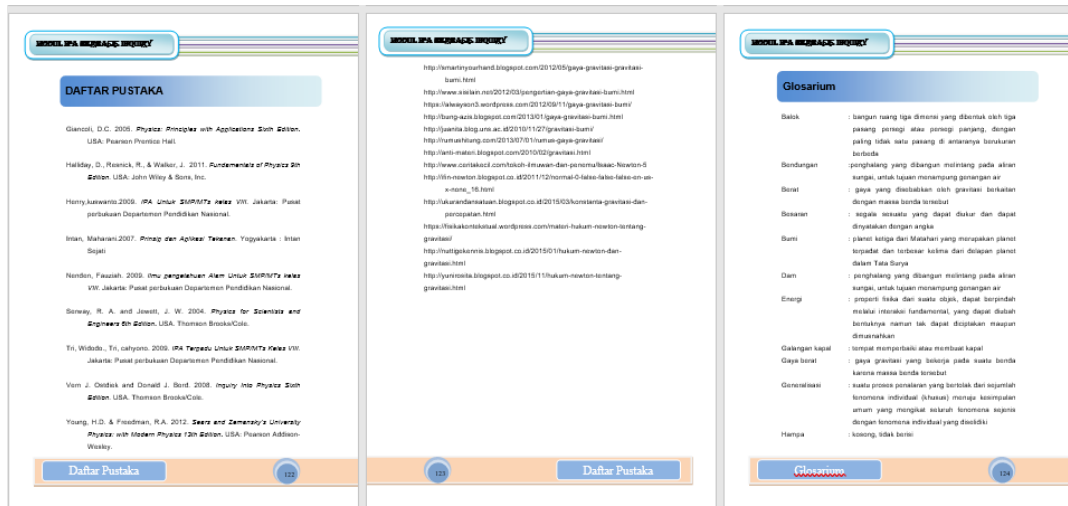 MODUL IPA BERBASIS INQUIRY
DAFTAR PUSTAKA
Giancoli, D.C. 2005. Physics: Principles with Applications Sixth Edition.
USA: Pearson Prentice Hall.
Halliday, D., Resnick, R., & Walker, J. 2011. Fundamentals of Physics 9th
Edition. USA: John Wiley & Sons, Inc.
Henry,kuswanto.2009. IPA Untuk SMP/MTs kelas VIII. Jakarta: Pusat
perbukuan Departemen Pendidikan Nasional.
Intan, Maharani.2007. Prinsip dan Aplikasi Tekanan. Yogyakarta : Intan
Sejati
Nendien, Fauziah. 2009. Ilmu pengetahuan Alam Untuk SMP/MTs kelas
VIII. Jakarta: Pusat perbukuan Departemen Pendidikan Nasional.
Serway, R. A. and Jewett, J. W. 2004. Physics for Scientists and
Engineers 6th Edition. USA. Thomson Brooks/Cole.
Tri, Widodo., Tri, cahyono. 2009. IPA Terpadu Untuk SMP/MTs Kelas VIII.
Jakarta: Pusat perbukuan Departemen Pendidikan Nasional.
Vern J. Ostdiek and Donald J. Bord. 2008. Inquiry Into Physics Sixth
Edition. USA. Thomson Brooks/Cole.
Young, H.D. & Freedman, R.A. 2012. Sears and Zemansky's University
Physics: with Modern Physics 13th Edition. USA: Pearson Addison-
Wesley.
Daftar Pustaka
122
MODUL IPA BERBASIS INQUIRY
http://smartinyourhand.blogspot.com/2012/05/gaya-gravitasi-gravitasi-
bumi.html
http://www.sisilain.net/2012/03/pengertian-gaya-gravitasi-bumi.html
https://alwayson3.wordpress.com/2012/09/11/gaya-gravitasi-bumi/
http://bung-azis.blogspot.com/2013/01/gaya-gravitasi-bumi.html
http://juanita.blog.uns.ac.id/2010/11/27/gravitasi-bumi/
http://rumushitung.com/2013/07/01/rumus-gaya-gravitasi/
http://anti-materi.blogspot.com/2010/02/gravitasi.html
http://www.ceritakecil.com/tokoh-ilmuwan-dan-penemu/Isaac-Newton-5
http://ifin-newton.blogspot.co.id/2011/12/normal-0-false-false-false-en-us-
x-none_16.html
http://ukurandansatuan.blogspot.co.id/2015/03/konstanta-gravitasi-dan-
percepatan.html
https://fisikakontekstual.wordpress.com/materi-hukum-newton-tentang-
gravitasi/
http://rattigekennis.blogspot.co.id/2015/01/hukum-newton-dan-
gravitasi.html
http://yunirosita.blogspot.co.id/2015/11/hukum-newton-tentang-
gravitasi.html
123
Daftar Pustaka
MODUL IPA BERBASIS INQUIRY
Glosarium
Balok : bangun ruang tiga dimensi yang dibentuk oleh tiga
pasang persegi atau persegi panjang, dengan
paling tidak satu pasang di antaranya berukuran
berbeda
Bendungan :penghalang yang dibangun melintang pada aliran
sungai, untuk tujuan menampung genangan air
Berat : gaya yang disebabkan oleh gravitasi berkaitan
dengan massa benda tersebut
Besaran : segala sesuatu yang dapat diukur dan dapat
dinyatakan dengan angka
Bumi : planet ketiga dari Matahari yang merupakan planet
terpadat dan terbesar kelima dari delapan planet
dalam Tata Surya
Dam : penghalang yang dibangun melintang pada aliran
sungai, untuk tujuan menampung genangan air
Energi : properti fisika dari suatu objek, dapat berpindah
melalui interaksi fundamental, yang dapat diubah
bentuknya namun tak dapat diciptakan maupun
dimusnahkan
Galangan kapal : tempat memperbaiki atau membuat kapal
Gaya berat : gaya gravitasi yang bekerja pada suatu benda
karena massa benda tersebut
Generalisasi : suatu proses penalaran yang bertolak dari sejumlah
fenomena individual (khusus) menuju kesimpulan
umum yang mengikat seluruh fenomena sejenis
dengan fenomena individual yang diselidiki
Hampa : kosong, tidak berisi
Glosarium
124